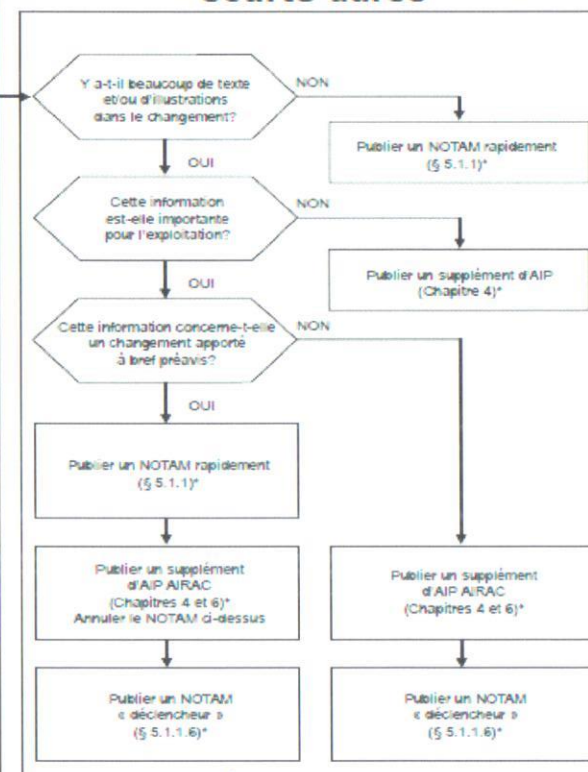 Y a-t-il beaucoup de texte
et/ou d'illustrations
dans le changement?
NON
Publier un NOTAM rapidement
(§ 5.1.1)*
OUI
Cette information
est-elle importante
pour l'exploitation?
NON
Publier un supplément d'AIP
(Chapitre 4)*
OUI
Cette information concerne-t-elle
un changement apporté
à bref préavis?
NON
OUI
Publier un NOTAM rapidement
(§ 5.1.1)*
Publier un supplément
d'AIP AIRAC
(Chapitres 4 et 6)*
Annuler le NOTAM ci-dessus
Publier un supplément
d'AIP AIRAC
(Chapitres 4 et 6)*
Publier un NOTAM
« déclencheur »
(§ 5.1.1.6)*
Publier un NOTAM
« déclencheur »
(§ 5.1.1.6)*